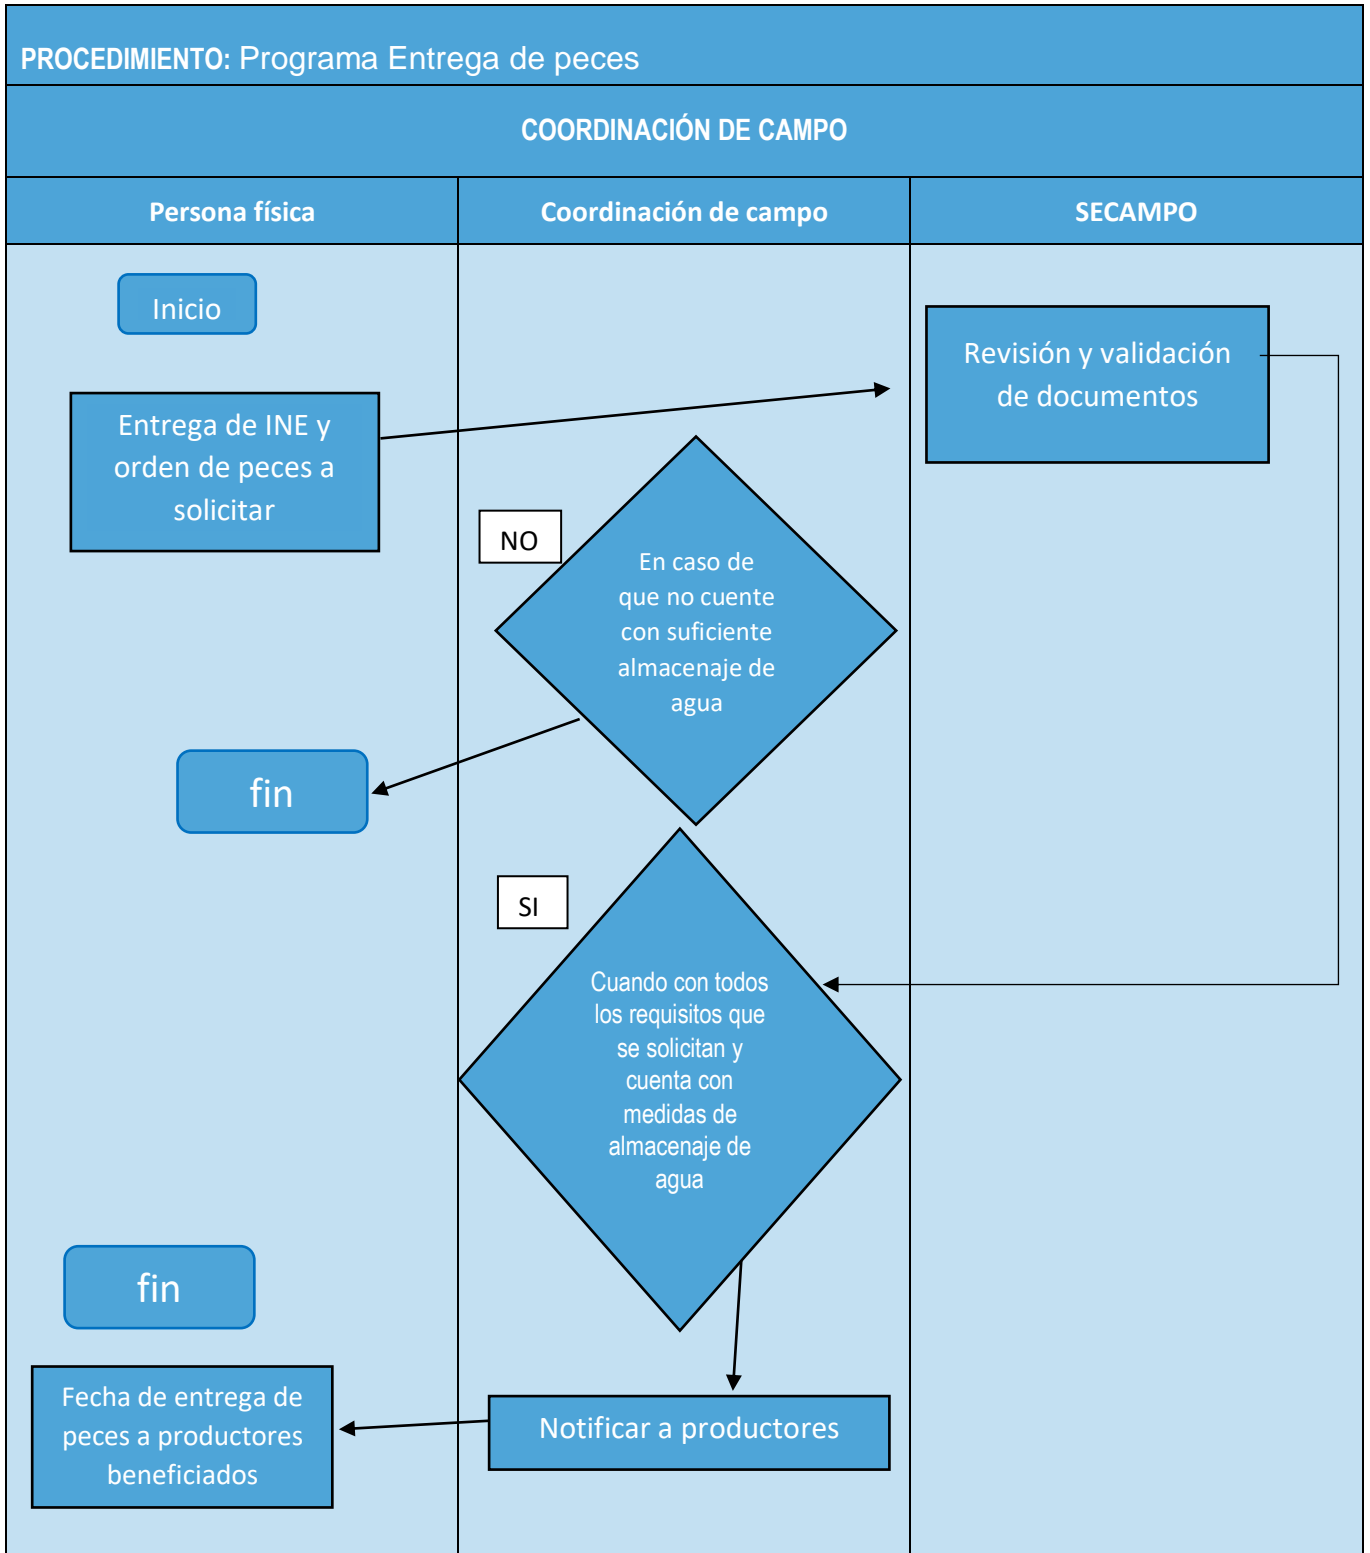 PROCEDIMIENTO: Programa Entrega de peces
COORDINACIÓN DE CAMPO
Persona física
Coordinación de campo
SECAMPO
Inicio
Entrega de INE y
orden de peces a
solicitar
Revisión y validación
de documentos
NO
En caso de
que no cuente
con suficiente
almacenaje de
agua
fin
SI
Cuando con todos
los requisitos que
se solicitan y
cuenta con
medidas de
almacenaje de
agua
fin
Fecha de entrega de
peces a productores
beneficiados
Notificar a productores